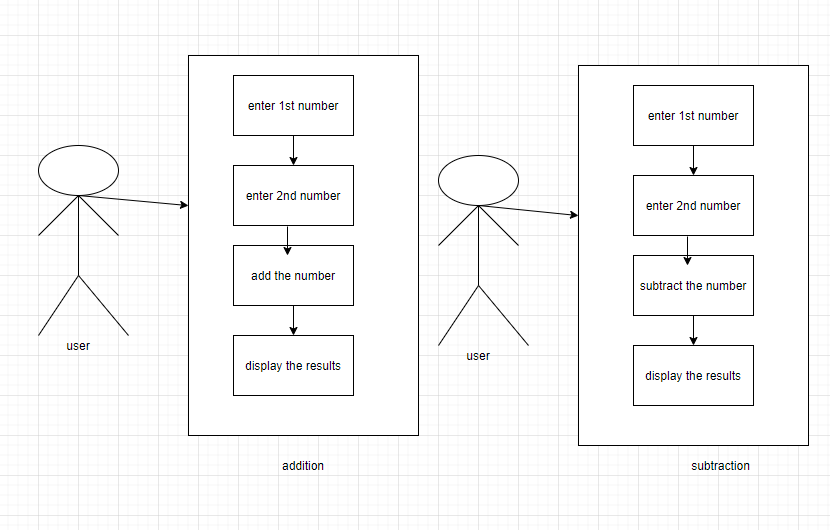 enter 1st number
enter 2nd number
add the number
display the results
user
addition
enter 1st number
enter 2nd number
subtract the number
display the results
user
subtraction